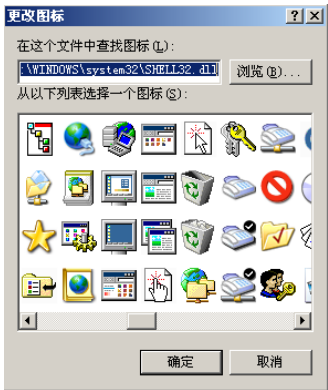 更改图标
在这个文件中查找图标(L):
:\WINDOWS\system32\SHELL32.dll
浏览(B)...
从以下列表选择一个图标(S):
确定
取消